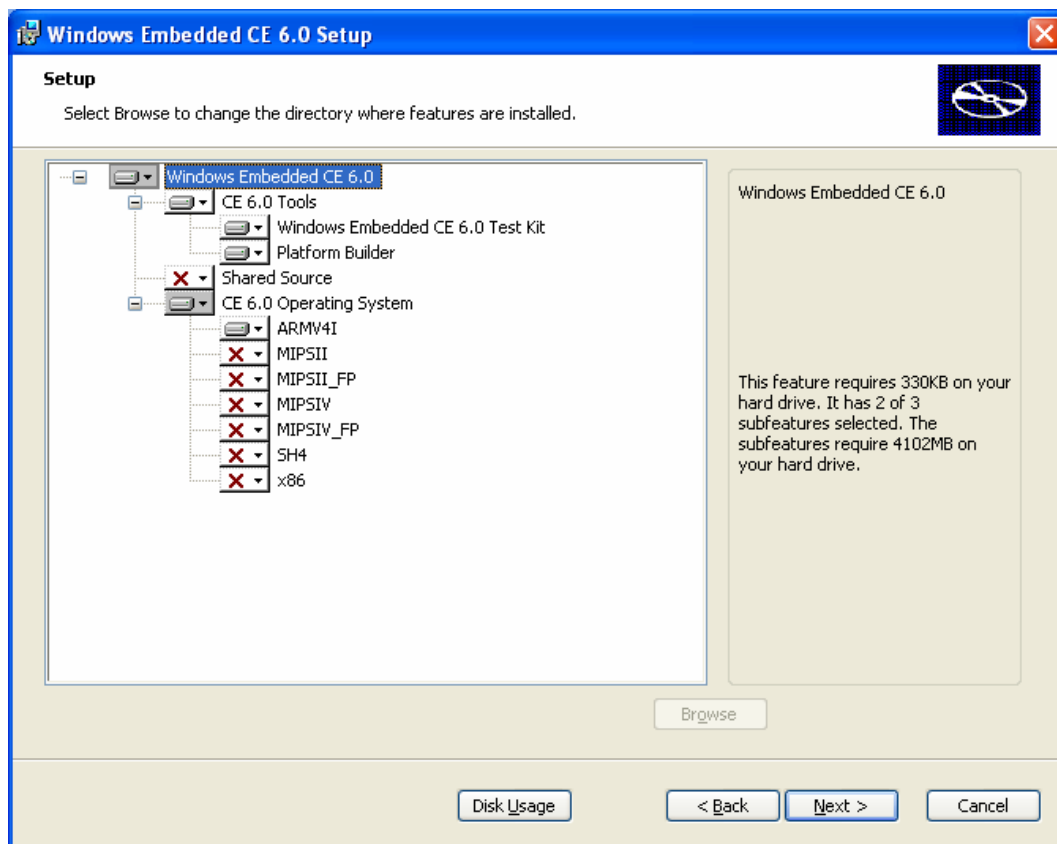 Windows Embedded CE 6.0 Setup
Setup
Select Browse to change the directory where features are installed.
Windows Embedded CE 6.0
CE 6.0 Tools
Windows Embedded CE 6.0 Test Kit
Platform Builder
Shared Source
CE 6.0 Operating System
ARMV4I
MIPSII
MIPSII_FP
MIPSIV
MIPSIV_FP
SH4
x86
Windows Embedded CE 6.0
This feature requires 330KB on your
hard drive. It has 2 of 3
subfeatures selected. The
subfeatures require 4102MB on
your hard drive.
Browse
Disk Usage
< Back
Next >
Cancel